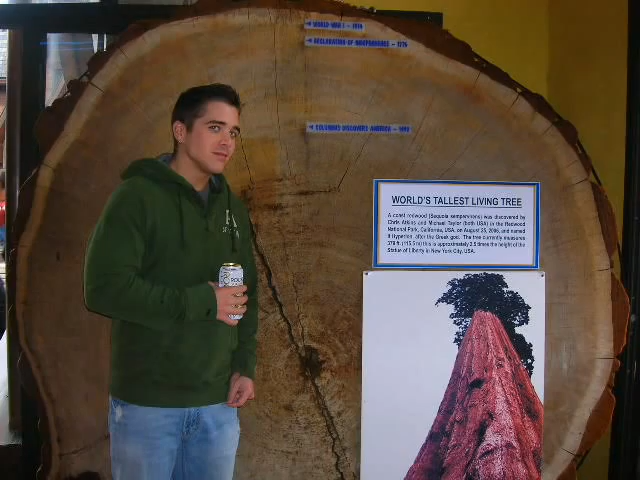 ◄ WORLD WAR I - 1914
◄ DECLARATION OF INDEPENDENCE - 1776
◄ COLUMBUS DISCOVERS AMERICA - 1492
WORLD'S TALLEST LIVING TREE
A coast redwood (Sequoia sempervirens) was discovered by
Chris Atkins and Michael Taylor (both USA) in the Redwood
National Park, California, USA, on August 25, 2006, and named
it Hyperion, after the Greek god. The tree currently measures
379 ft. (115.5 m) this is approximately 2.5 times the height of the
Statue of Liberty in New York City, USA.